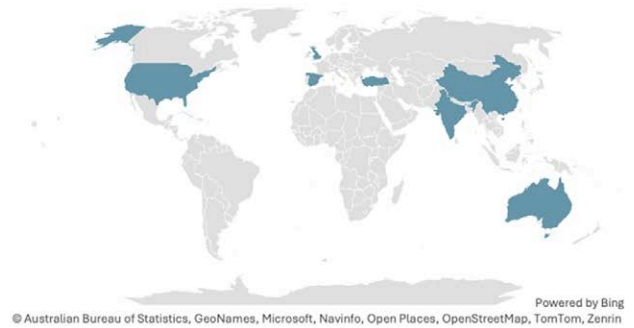 Powered by Bing
© Australian Bureau of Statistics, GeoNames, Microsoft, Navinfo, Open Places, OpenStreetMap, TomTom, Zenrin